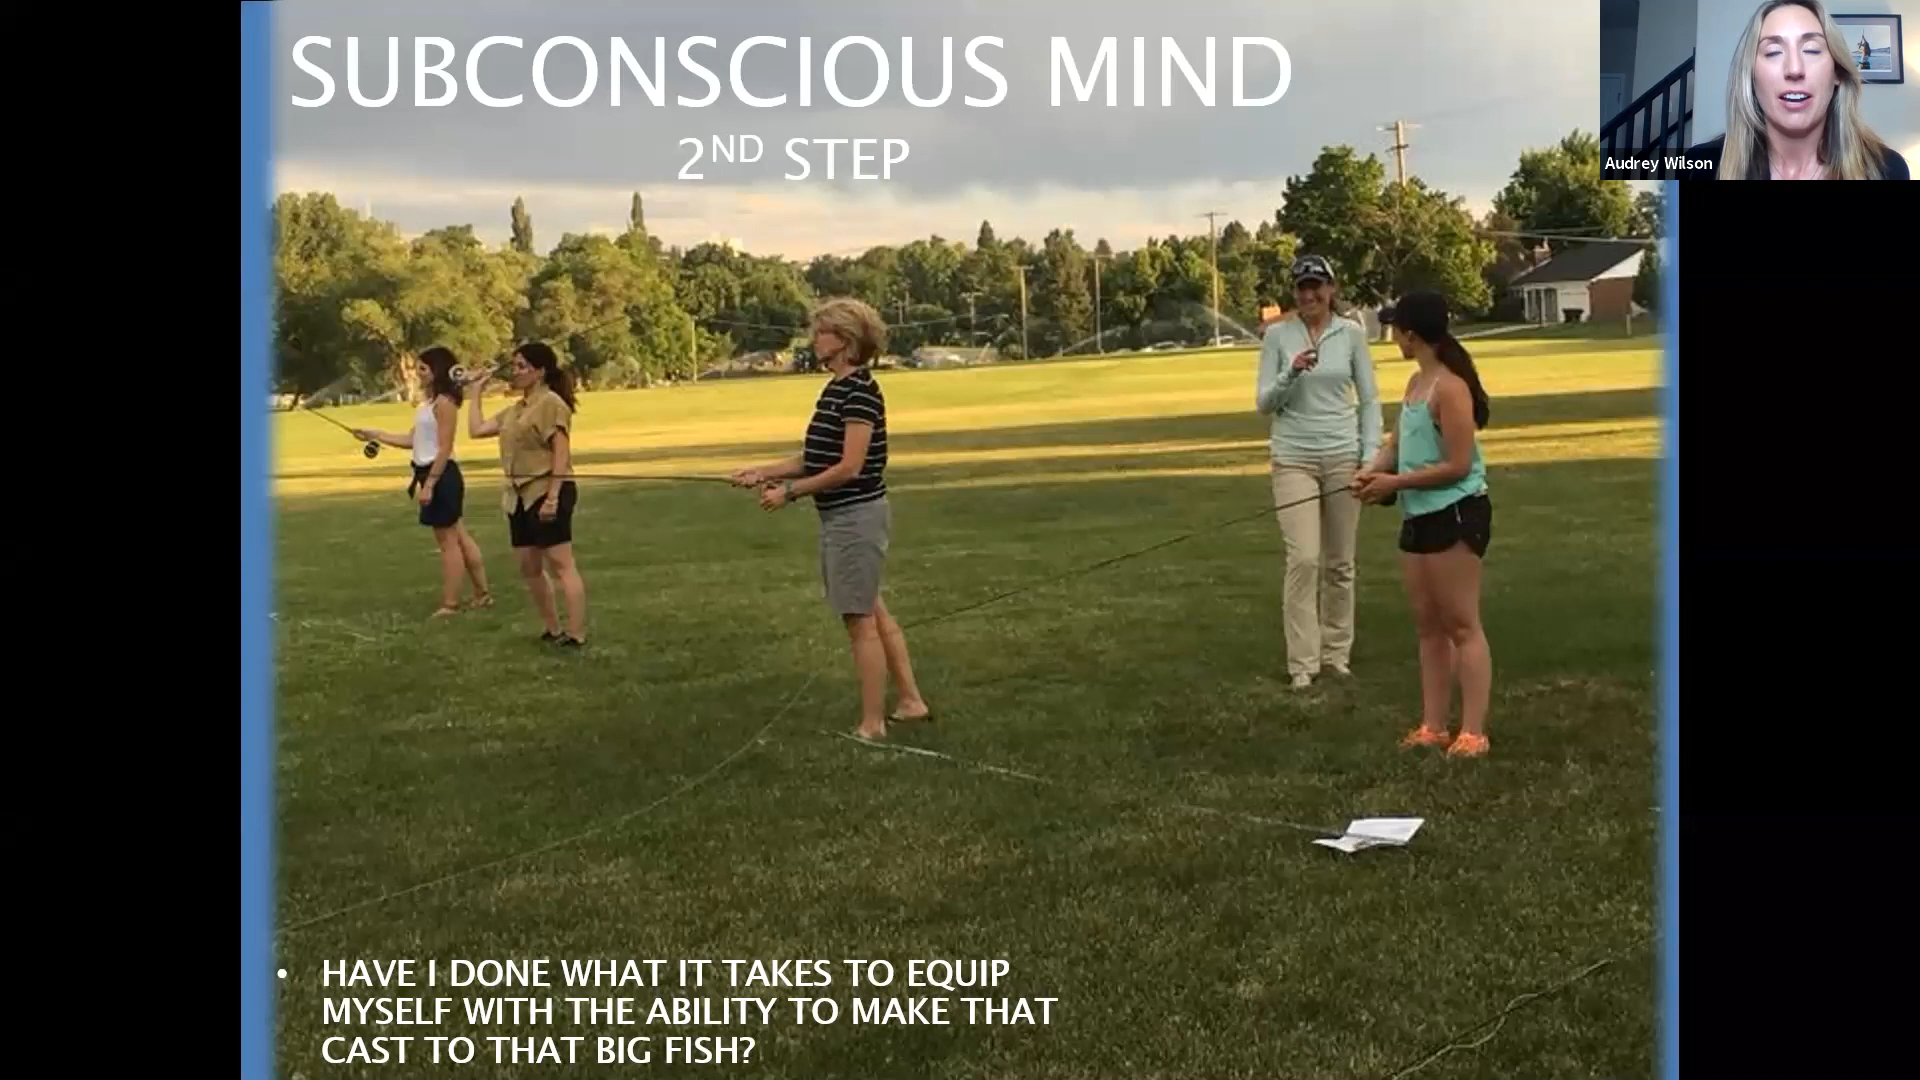 SUBCONSCIOUS MIND
2ND STEP
Audrey Wilson
• HAVE I DONE WHAT IT TAKES TO EQUIP
MYSELF WITH THE ABILITY TO MAKE THAT
CAST TO THAT BIG FISH?